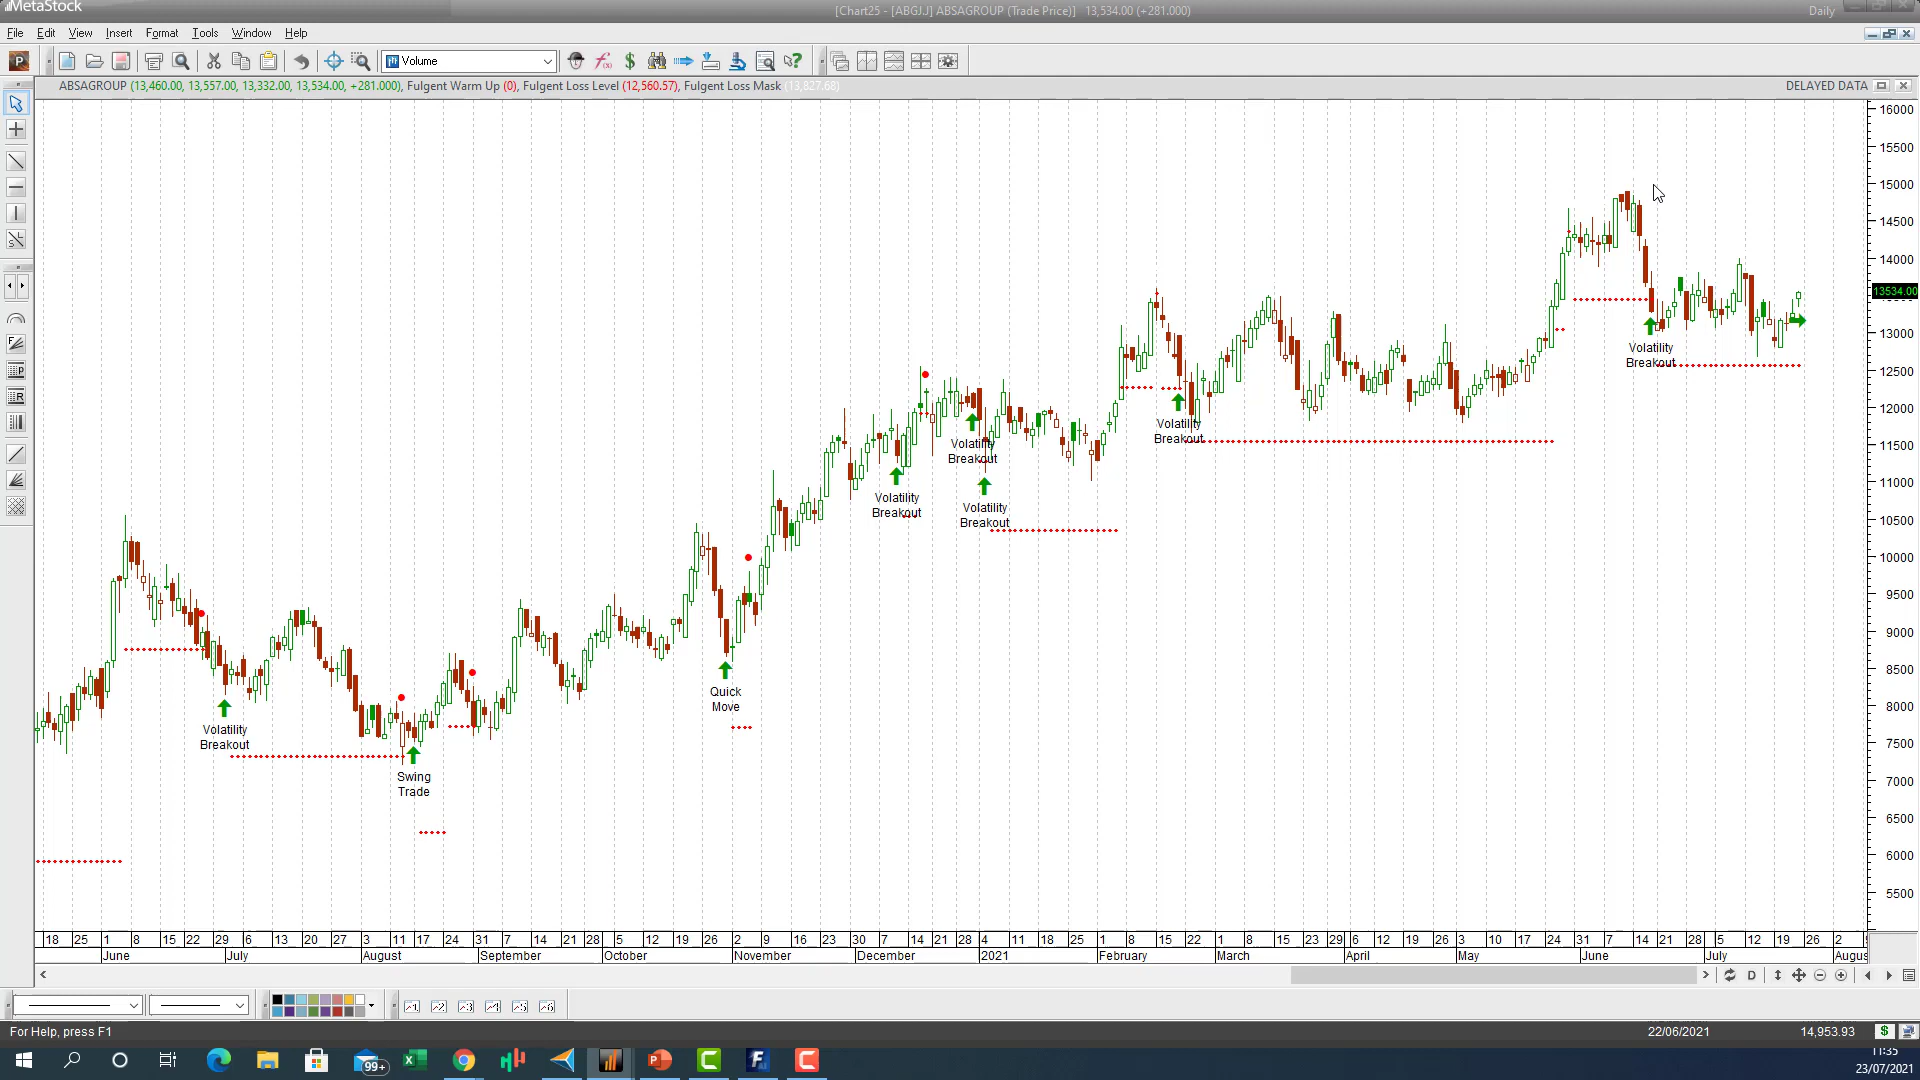 MetaStock
[Chart25 - [ABGJ.J] ABSAGROUP (Trade Price)] 13,534.00 (+281.000)
Daily
File Edit View Insert Format Tools Window Help
Volume
ABSAGROUP (13,460.00, 13,557.00, 13,332.00, 13,534.00, +281.000), Fulgent Warm Up (0), Fulgent Loss Level (12,560.57), Fulgent Loss Mask (13,827.68)
DELAYED DATA
16000
15500
15000
14500
14000
13534.00
13000
12500
12000
11500
11000
10500
10000
9500
9000
8500
8000
7500
7000
6500
6000
5500
Volatility
Breakout
Volatility
Breakout
Volatility
Breakout
Volatility
Breakout
Volatility
Breakout
Quick
Move
Volatility
Breakout
Swing
Trade
18 25 1 8 15 22 29 6 13 20 27 3 11 17 24 31 7 14 21 28 5 12 19 26 2 9 16 23 30 7 14 21 28 4 11 18 25 1 8 15 22 1 8 15 23 29 6 12 19 26 3 10 17 24 31 7 14 21 28 5 12 19 26 2
June July August September October November December 2021 February March April May June July Augus
For Help, press F1
22/06/2021
14,953.93
99+
11:35
23/07/2021